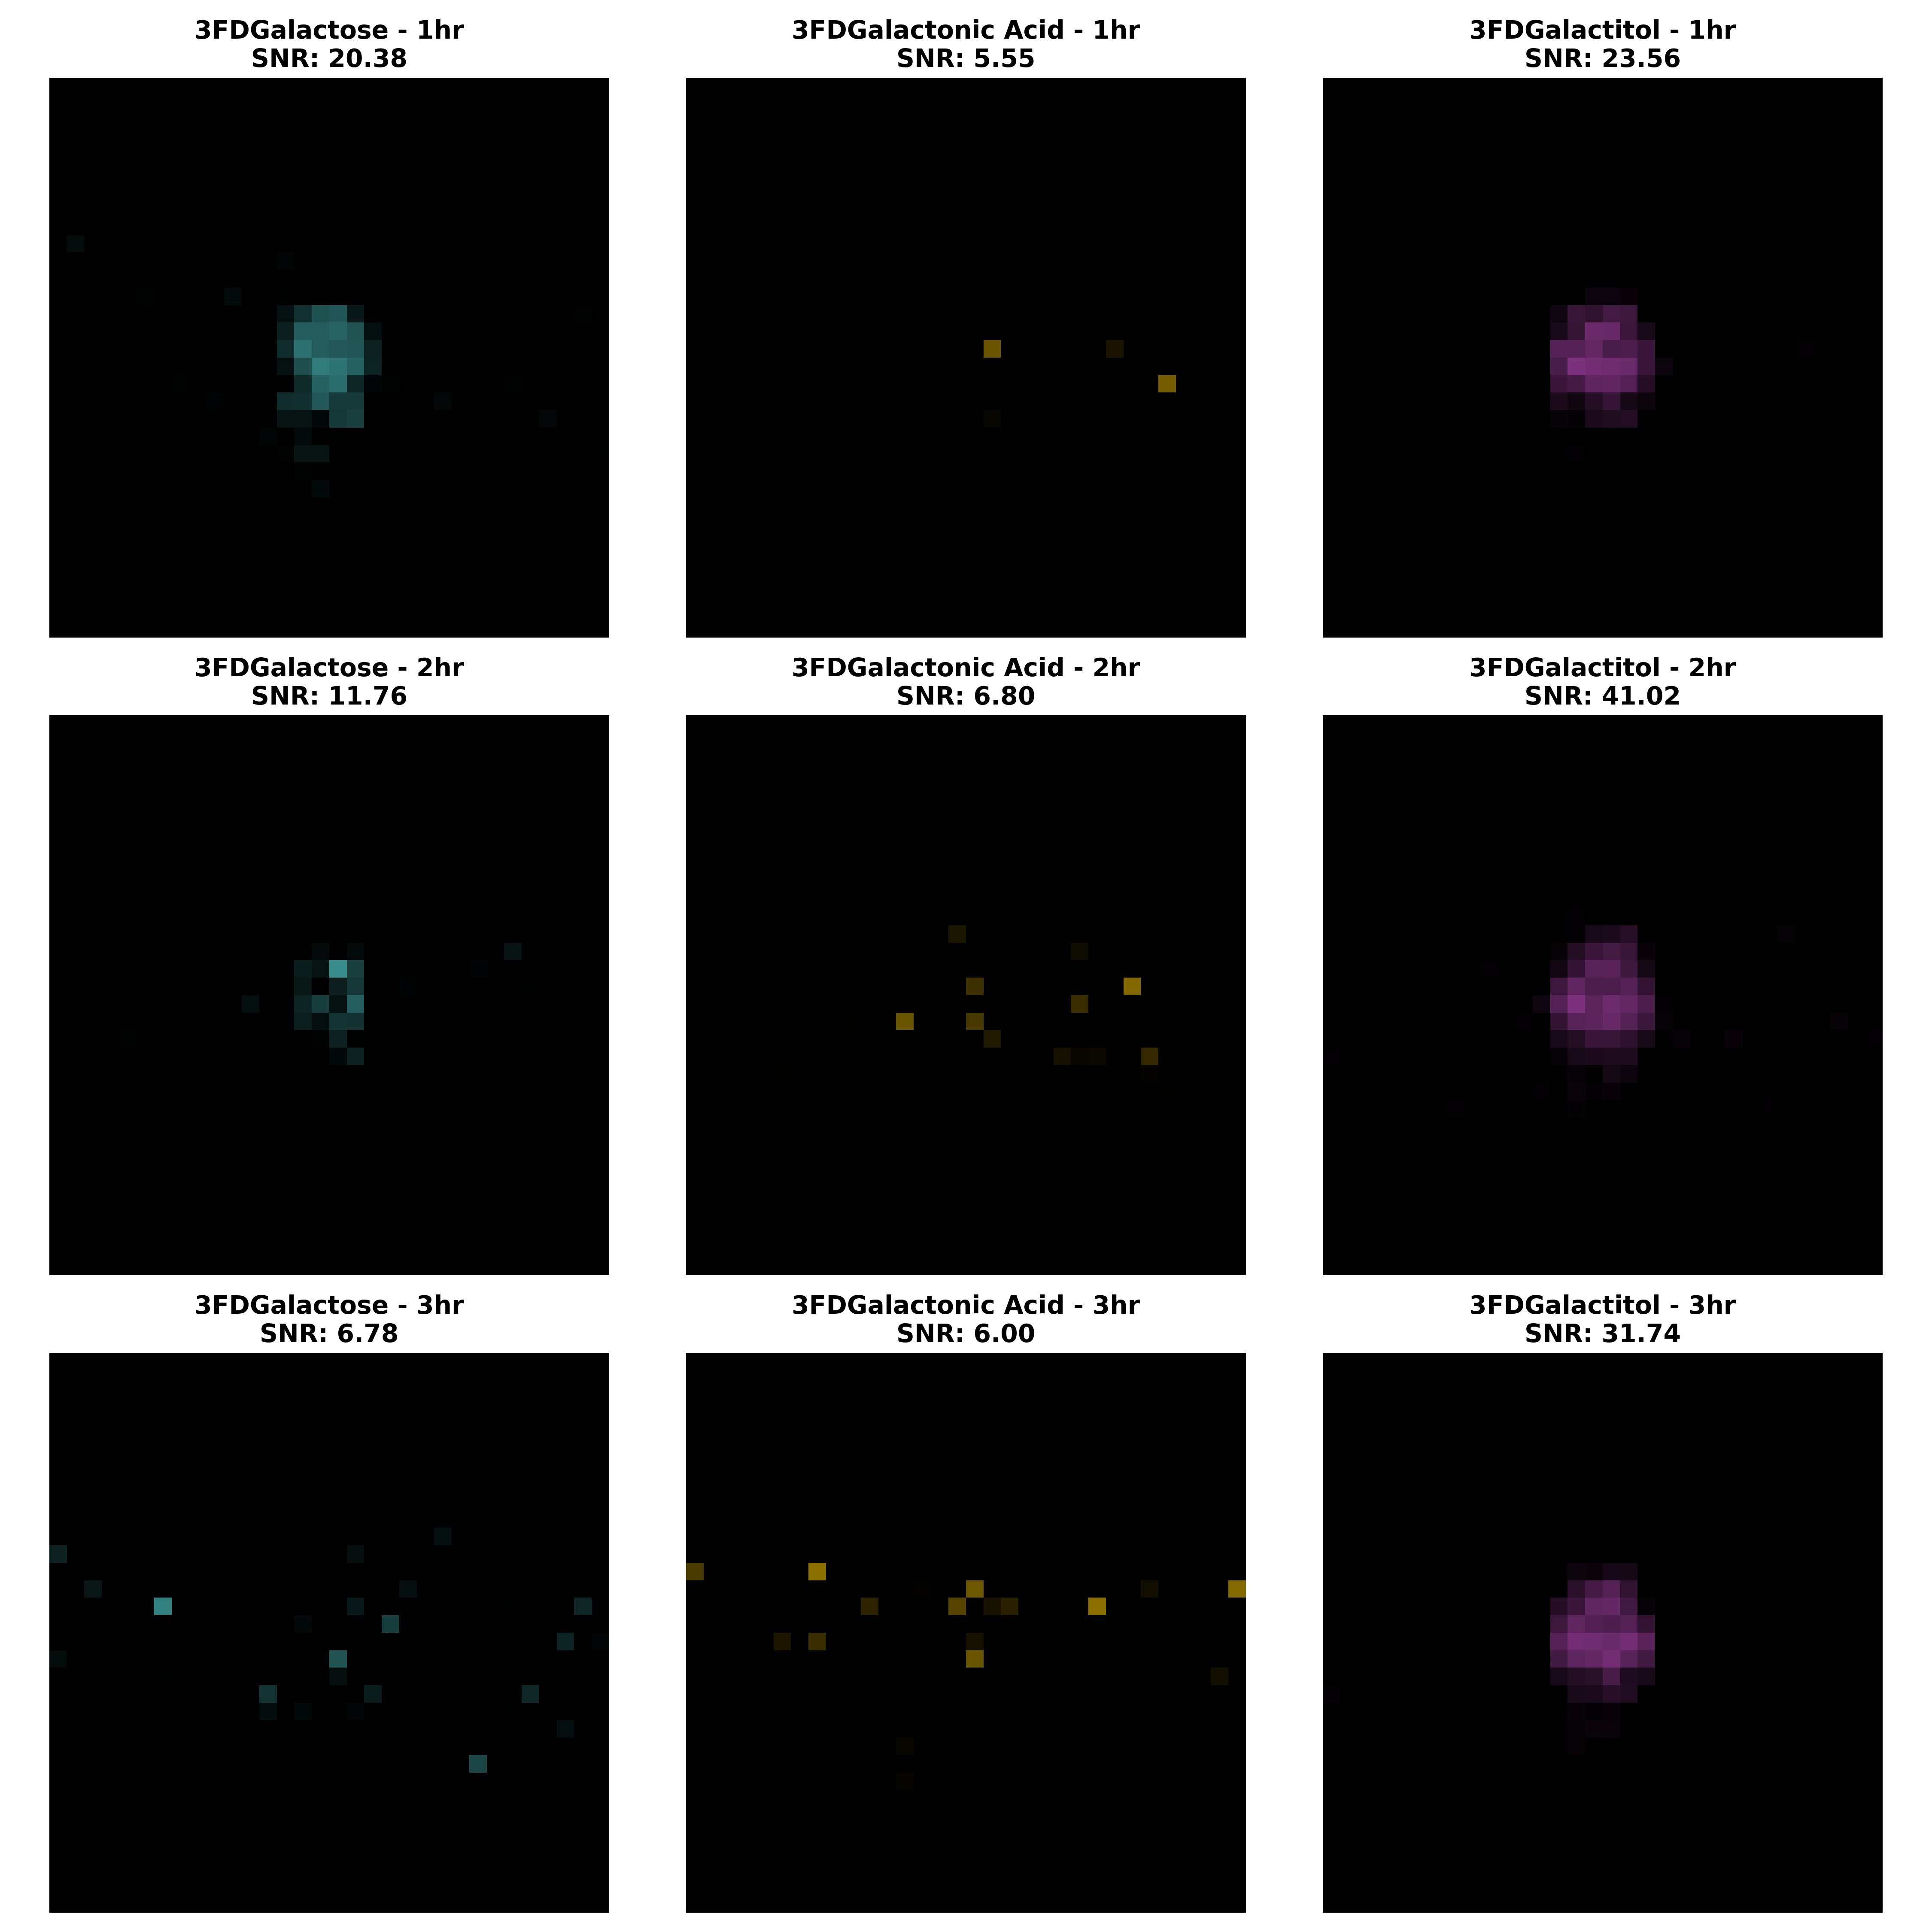 3FDGalactose - 1hr
SNR: 20.38
3FDGalactonic Acid - 1hr
SNR: 5.55
3FDGalactitol - 1hr
SNR: 23.56
3FDGalactose - 2hr
SNR: 11.76
3FDGalactonic Acid - 2hr
SNR: 6.80
3FDGalactitol - 2hr
SNR: 41.02
3FDGalactose - 3hr
SNR: 6.78
3FDGalactonic Acid - 3hr
SNR: 6.00
3FDGalactitol - 3hr
SNR: 31.74